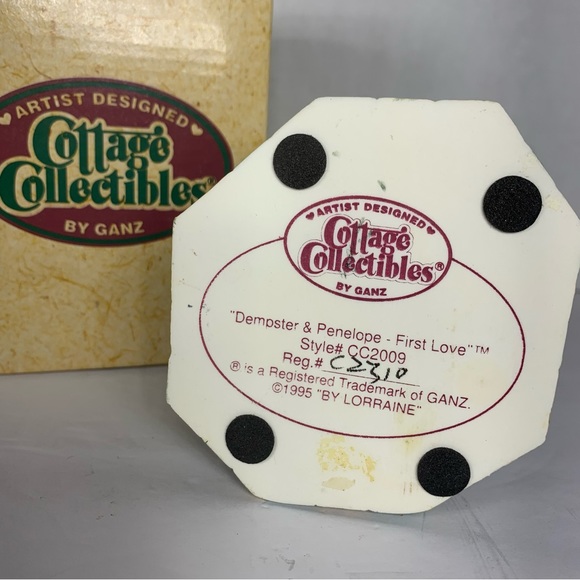 ARTIST DESIGNED
Cottage
Collectibles®
BY GANZ
ARTIST DESIGNED
Cottage
Collectibles®
BY GANZ
"Dempster & Penelope - First Love"™
Style# CC2009
Reg.# C2310
® is a Registered Trademark of GANZ.
©1995 "BY LORRAINE"